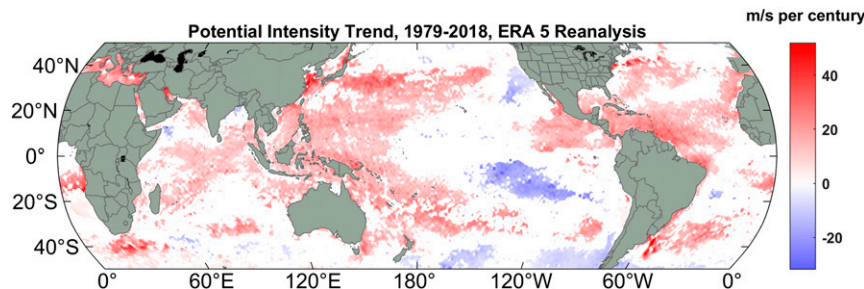 m/s per century
Potential Intensity Trend, 1979-2018, ERA 5 Reanalysis
40°N
20°N
0°
20°S
40°S
0° 60°E 120°E 180° 120°W 60°W 0°
40
20
0
-20